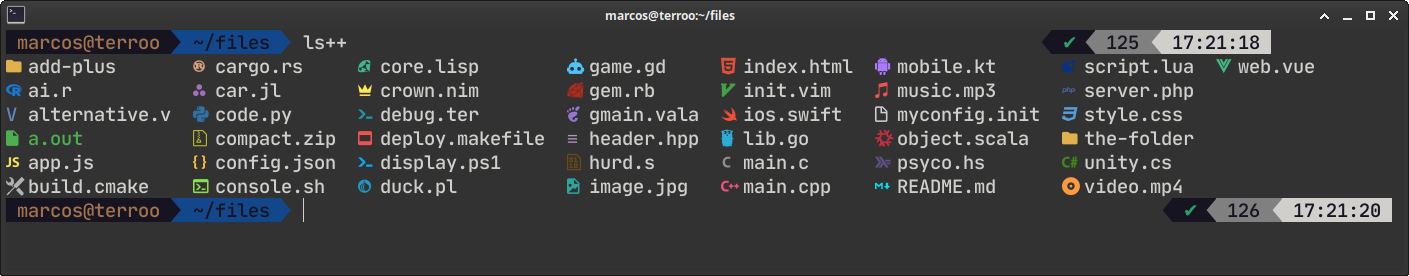 marcos@terroo:~/files
marcos@terroo ~/files ls++ ✔ 125 17:21:18
add-plus cargo.rs core.lisp game.gd index.html mobile.kt script.lua web.vue
ai.r car.jl crown.nim gem.rb init.vim music.mp3 php server.php
alternative.v code.py debug.ter gmain.vala ios.swift myconfig.init style.css
a.out compact.zip deploy.makefile header.hpp lib.go object.scala the-folder
JS app.js {} config.json display.ps1 hurd.s C main.c psyco.hs C# unity.cs
build.cmake console.sh duck.pl image.jpg C++ main.cpp M↓ README.md video.mp4
marcos@terroo ~/files ✔ 126 17:21:20